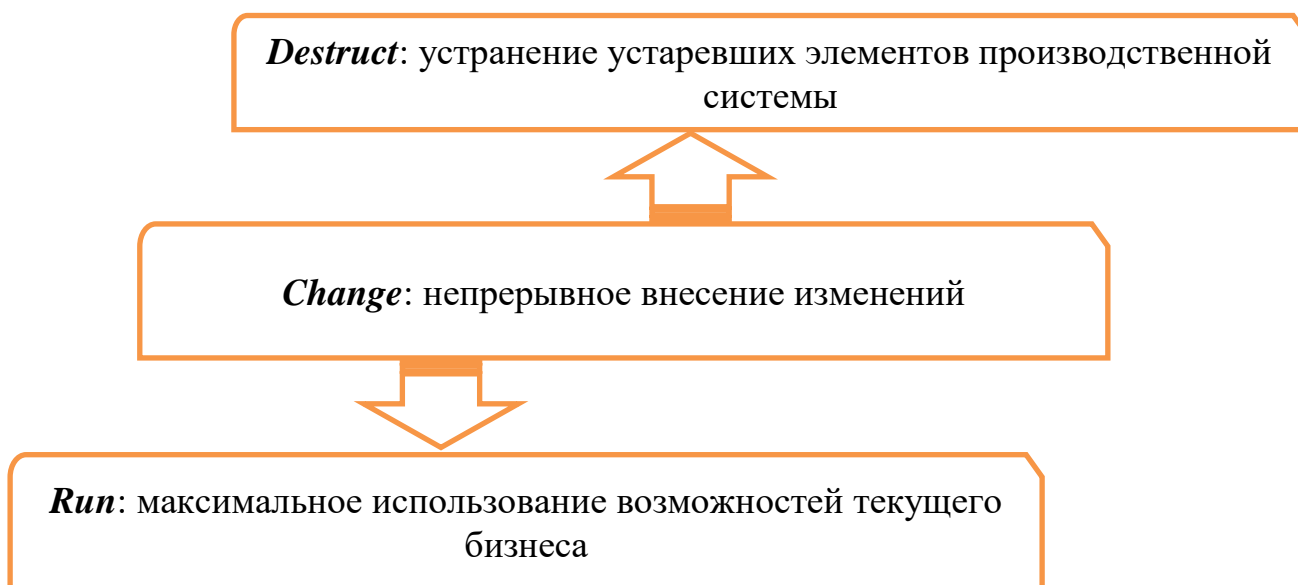 Destruct: устранение устаревших элементов производственной
системы
Change: непрерывное внесение изменений
Run: максимальное использование возможностей текущего
бизнеса